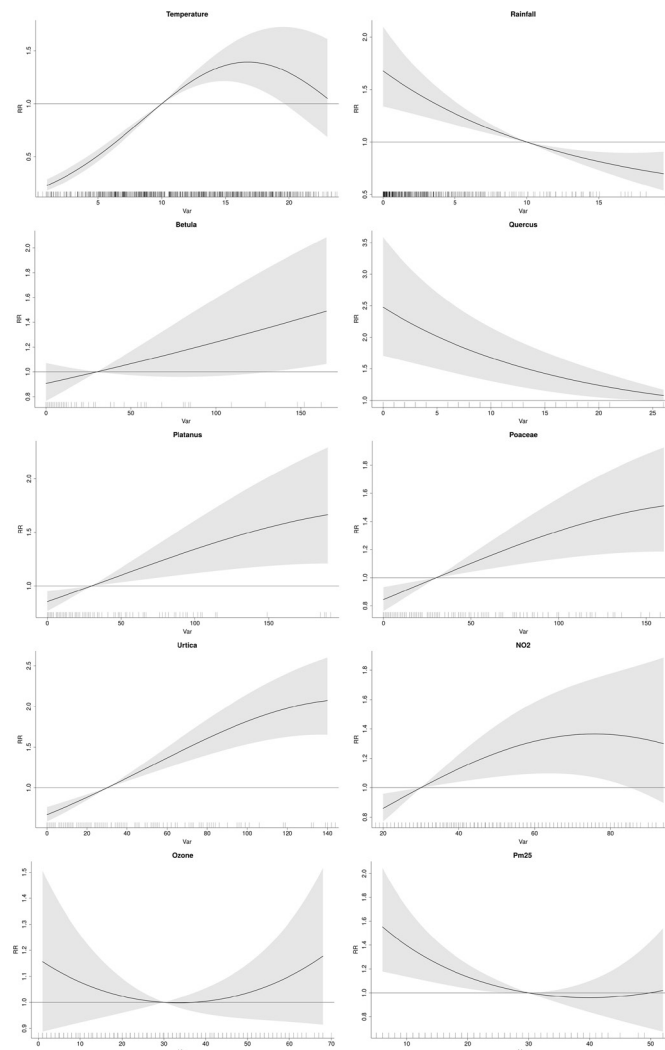 Temperature
RR
0.5 1.0 1.5
5 10 15 20
Var
Rainfall
RR
0.5 1.0 1.5 2.0
0 5 10 15
Var
Betula
RR
0.8 1.0 1.2 1.4 1.6 1.8 2.0
0 50 100 150
Var
Quercus
RR
1.0 1.5 2.0 2.5 3.0 3.5
0 5 10 15 20 25
Var
Platanus
RR
1.0 1.5 2.0
0 50 100 150
Var
Poaceae
RR
0.8 1.0 1.2 1.4 1.6 1.8
0 50 100 150
Var
Urtica
RR
1.0 1.5 2.0 2.5
0 20 40 60 80 100 120 140
Var
NO2
RR
0.8 1.0 1.2 1.4 1.6 1.8
20 40 60 80
Var
Ozone
RR
0.9 1.0 1.1 1.2 1.3 1.4 1.5
0 10 20 30 40 50 60 70
Pm25
RR
0.8 1.0 1.2 1.4 1.6 1.8 2.0
10 20 30 40 50